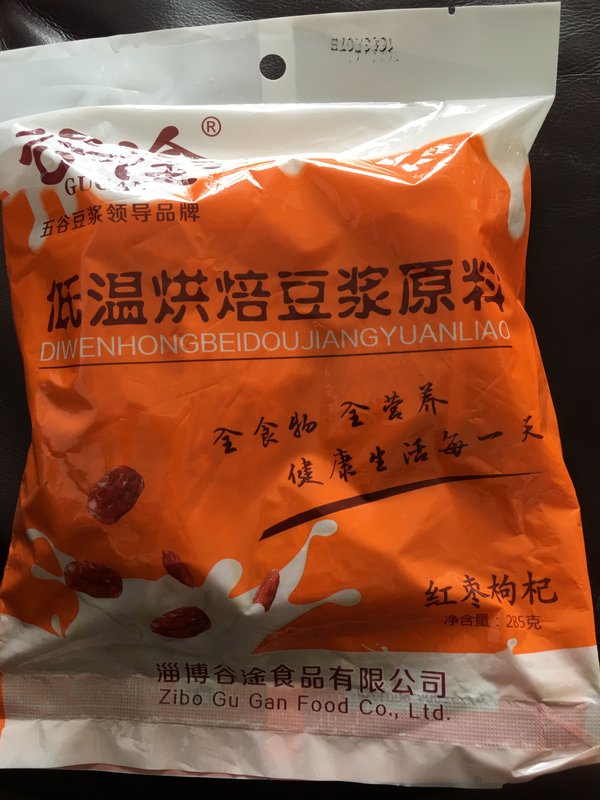 ®
五谷豆浆领导品牌
低温烘焙豆浆原料
DIWENHONGBEIDOUJIANGYUANLIAO
全食物 全营养
健康生活每一天
红枣枸杞
净含量：285克
淄博谷淦食品有限公司
Zibo Gu Gan Food Co., Ltd.